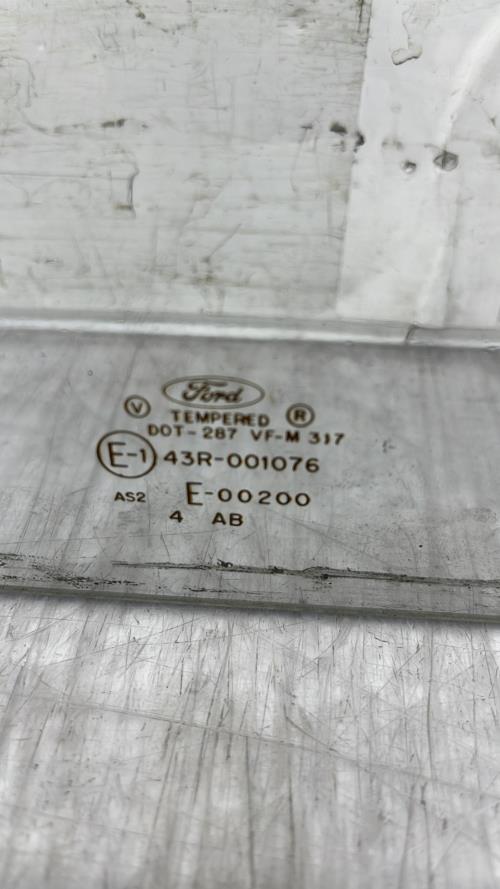 Ford
V TEMPERED R
DOT-287 VF-M 317
E-1 43R-001076
AS2 E-00200
4 AB